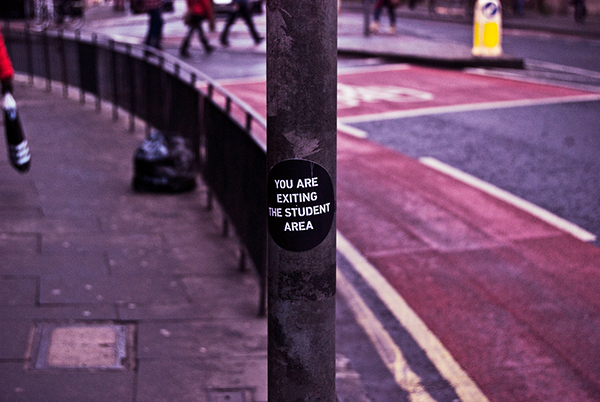 YOU ARE
EXITING
THE STUDENT
AREA